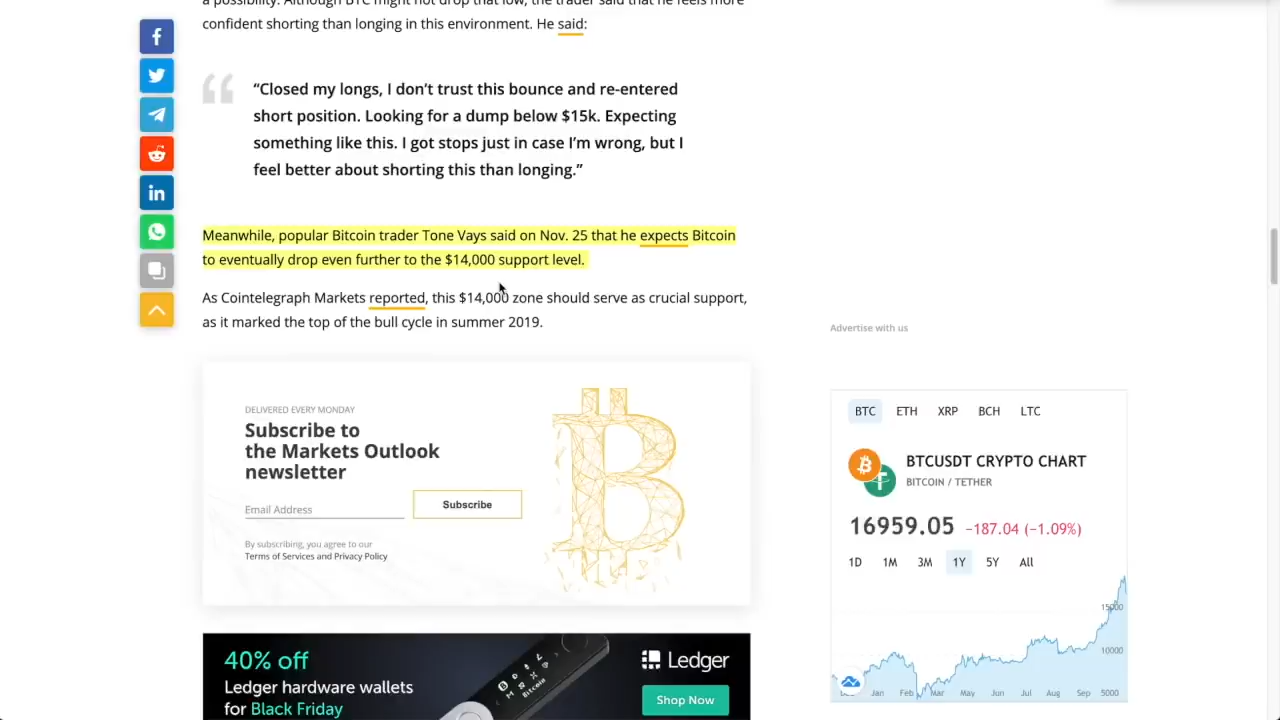 a possibility. Although BTC might not drop that low, the trader said that he feels more
confident shorting than longing in this environment. He said:
“Closed my longs, I don’t trust this bounce and re-entered
short position. Looking for a dump below $15k. Expecting
something like this. I got stops just in case I’m wrong, but I
feel better about shorting this than longing.”
Meanwhile, popular Bitcoin trader Tone Vays said on Nov. 25 that he expects Bitcoin
to eventually drop even further to the $14,000 support level.
As Cointelegraph Markets reported, this $14,000 zone should serve as crucial support,
as it marked the top of the bull cycle in summer 2019.
DELIVERED EVERY MONDAY
Subscribe to
the Markets Outlook
newsletter
Email Address
Subscribe
By subscribing, you agree to our
Terms of Services and Privacy Policy
40% off
Ledger hardware wallets
for Black Friday
Bitcoin
Ledger
Shop Now
Advertise with us
BTC ETH XRP BCH LTC
BTCUSDT CRYPTO CHART
BITCOIN / TETHER
16959.05 −187.04 (−1.09%)
1D 1M 3M 1Y 5Y All
15000
10000
Jan Feb Mar May Jun Jul Aug Sep 5000